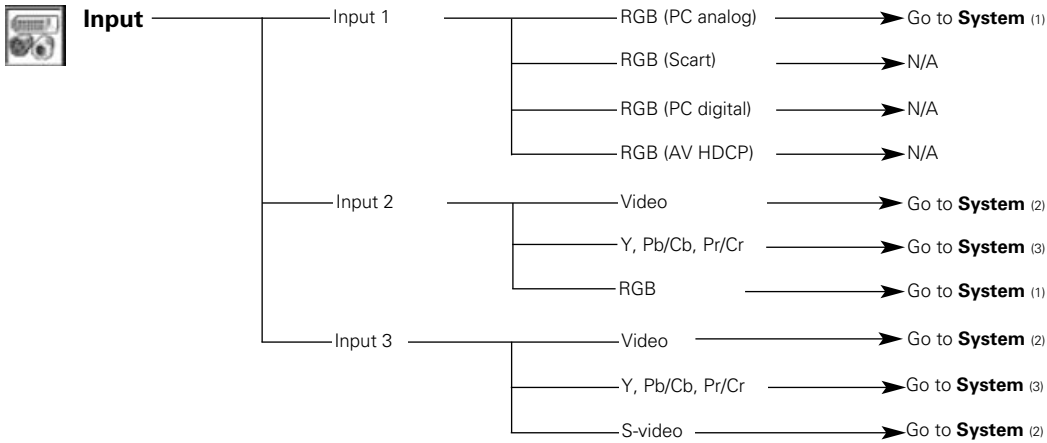 Input
Input 1
RGB (PC analog)
Go to System (1)
RGB (Scart)
N/A
RGB (PC digital)
N/A
RGB (AV HDCP)
N/A
Input 2
Video
Go to System (2)
Y, Pb/Cb, Pr/Cr
Go to System (3)
RGB
Go to System (1)
Input 3
Video
Go to System (2)
Y, Pb/Cb, Pr/Cr
Go to System (3)
S-video
Go to System (2)